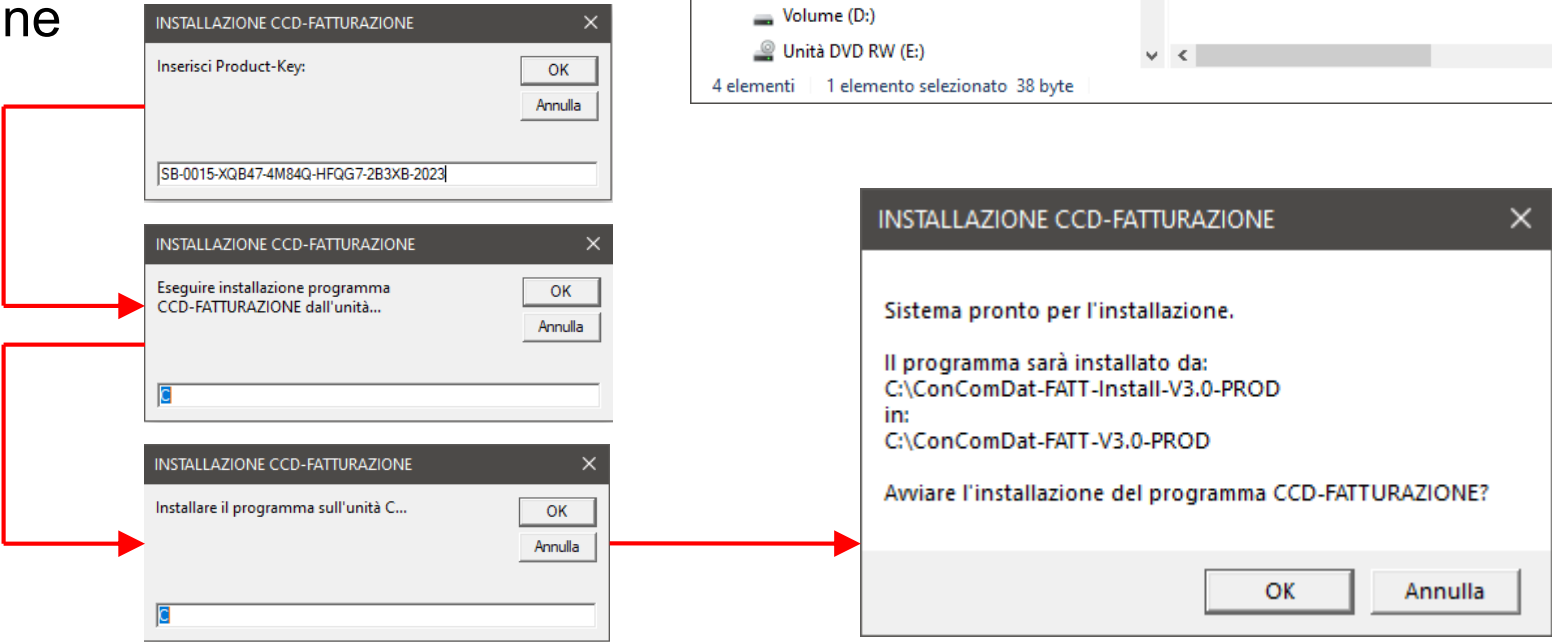 ne
INSTALLAZIONE CCD-FATTURAZIONE
Inserisci Product-Key:
OK
Annulla
SB-0015-XQB47-4M84Q-HFQG7-2B3XB-2023
INSTALLAZIONE CCD-FATTURAZIONE
Eseguire installazione programma
CCD-FATTURAZIONE dall'unità...
OK
Annulla
C
INSTALLAZIONE CCD-FATTURAZIONE
Installare il programma sull'unità C...
OK
Annulla
C
Volume (D:)
Unità DVD RW (E:)
4 elementi 1 elemento selezionato 38 byte
INSTALLAZIONE CCD-FATTURAZIONE
Sistema pronto per l'installazione.
Il programma sarà installato da:
C:\ConComDat-FATT-Install-V3.0-PROD
in:
C:\ConComDat-FATT-V3.0-PROD
Avviare l'installazione del programma CCD-FATTURAZIONE?
OK
Annulla